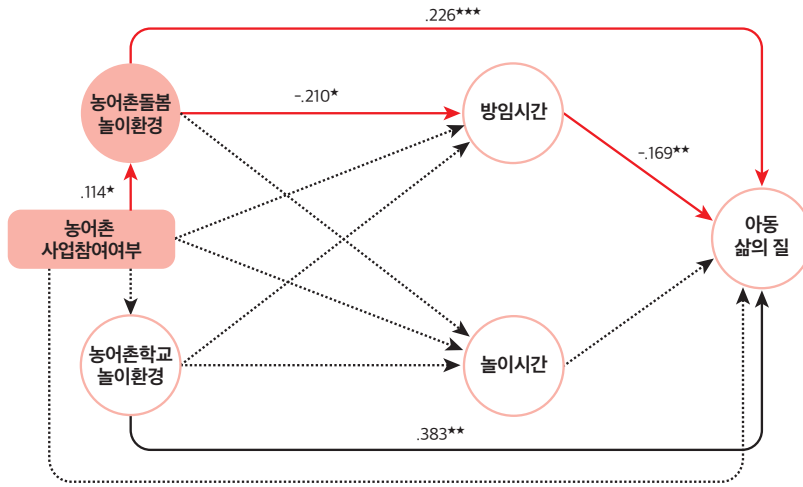 .226★★★
농어촌돌봄
놀이환경
-.210★
방임시간
-.169★★
.114★
농어촌
사업참여여부
아동
삶의 질
농어촌학교
놀이환경
놀이시간
.383★★